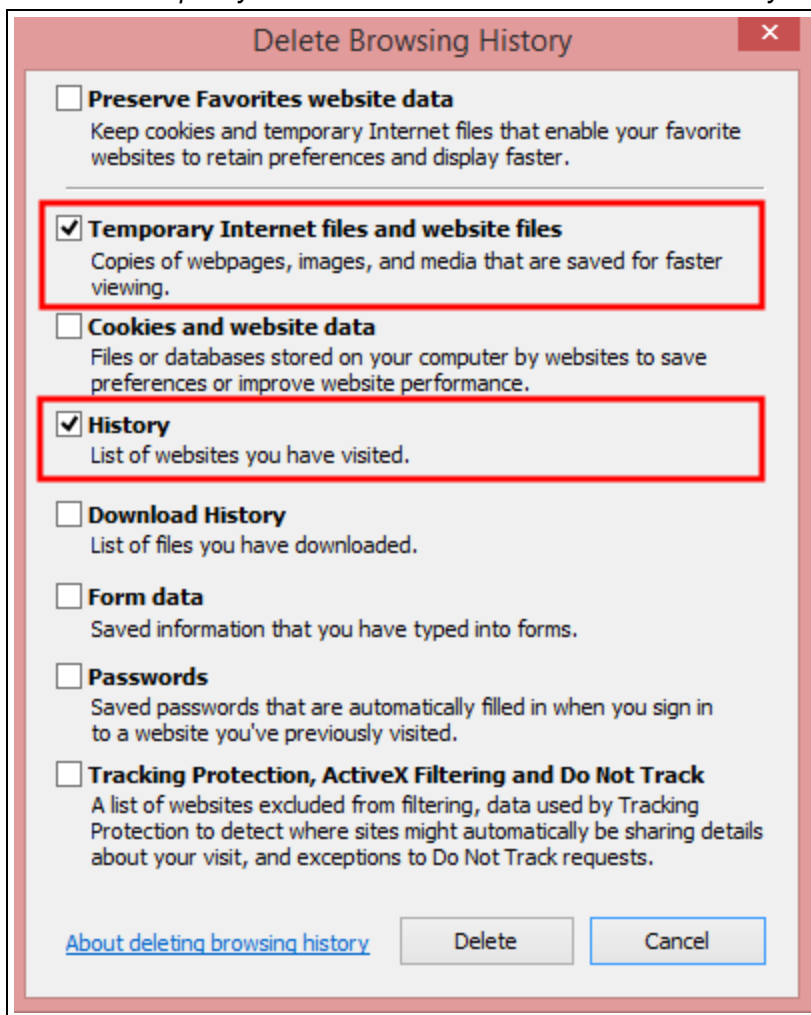 Delete Browsing History
Preserve Favorites website data
Keep cookies and temporary Internet files that enable your favorite
websites to retain preferences and display faster.
Temporary Internet files and website files
Copies of webpages, images, and media that are saved for faster
viewing.
Cookies and website data
Files or databases stored on your computer by websites to save
preferences or improve website performance.
History
List of websites you have visited.
Download History
List of files you have downloaded.
Form data
Saved information that you have typed into forms.
Passwords
Saved passwords that are automatically filled in when you sign in
to a website you've previously visited.
Tracking Protection, ActiveX Filtering and Do Not Track
A list of websites excluded from filtering, data used by Tracking
Protection to detect where sites might automatically be sharing details
about your visit, and exceptions to Do Not Track requests.
About deleting browsing history Delete Cancel